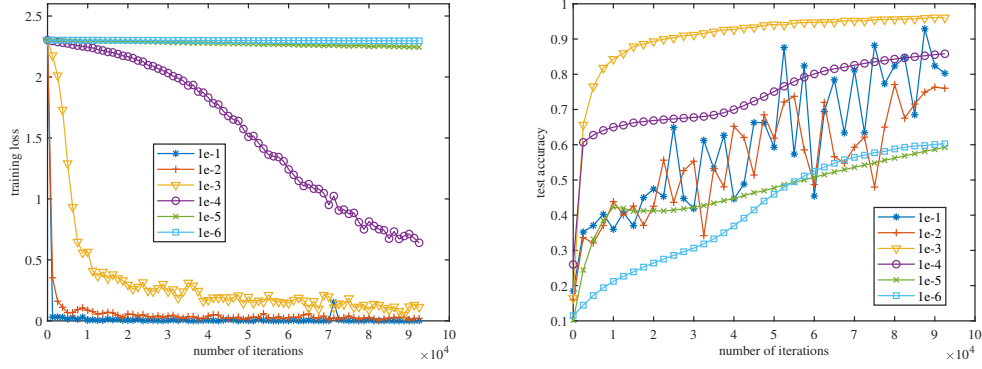 2.5
2
1.5
1
0.5
0
training loss
1e-1
1e-2
1e-3
1e-4
1e-5
1e-6
0 1 2 3 4 5 6 7 8 9 10
number of iterations
×10⁴
1
0.9
0.8
0.7
0.6
0.5
0.4
0.3
0.2
0.1
test accuracy
1e-1
1e-2
1e-3
1e-4
1e-5
1e-6
0 1 2 3 4 5 6 7 8 9 10
number of iterations
×10⁴